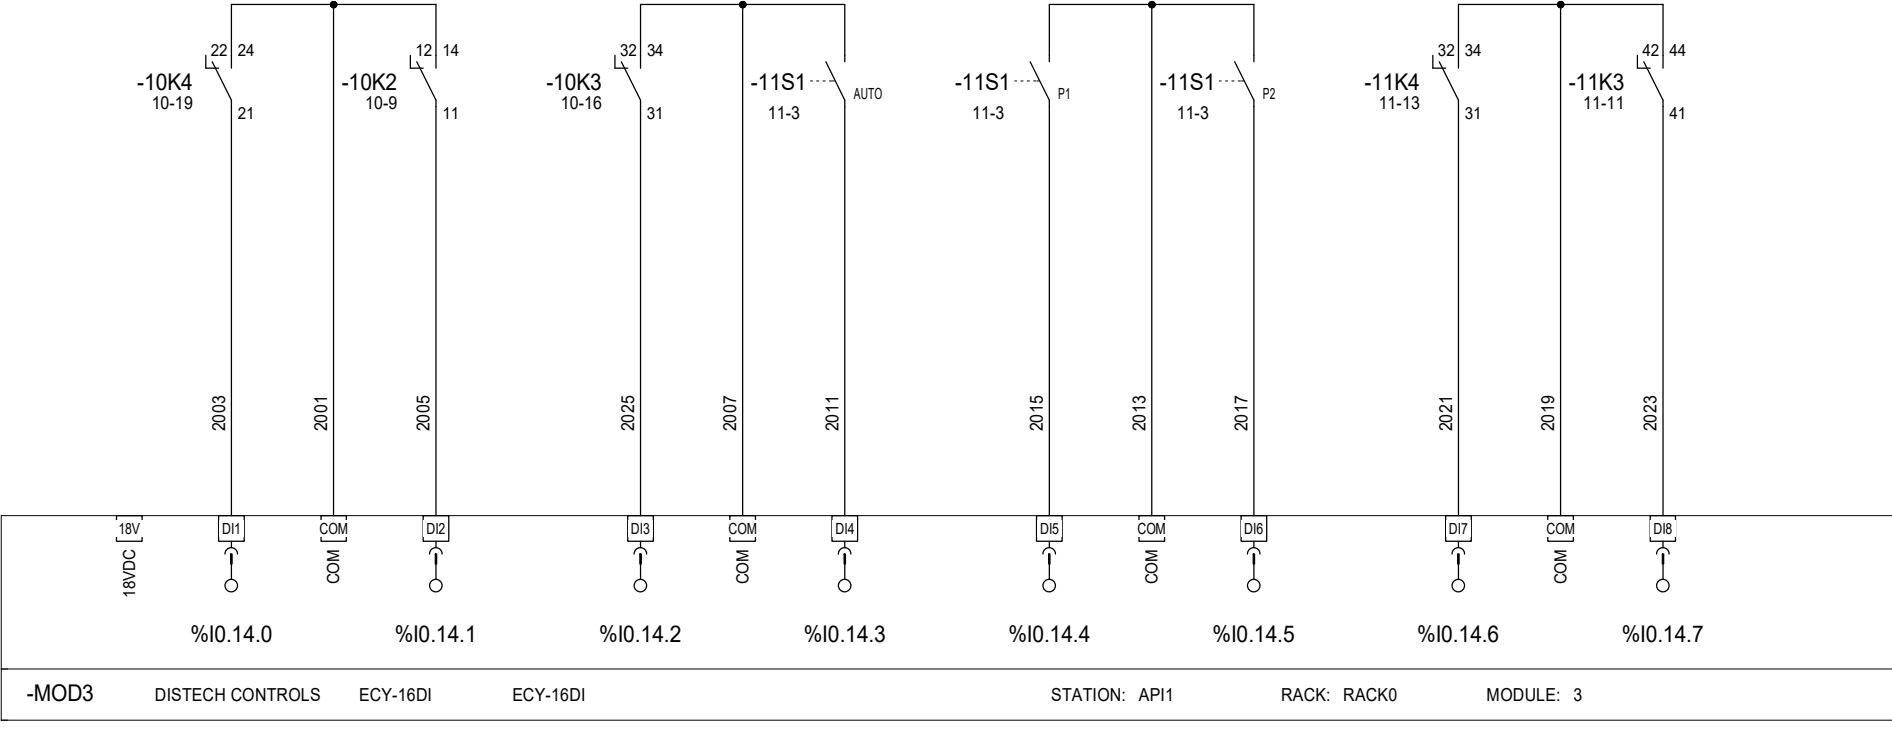 22 24 12 14 32 34 32 34 42 44
-10K4 -10K2 -10K3 -11S1 -11S1 -11S1 -11K4 -11K3
10-19 10-9 10-16 AUTO P1 P2 11-13 11-11
21 11 31 11-3 11-3 11-3 31 41
2003 2001 2005 2025 2007 2011 2015 2013 2017 2021 2019 2023
18V DI1 COM DI2 DI3 COM DI4 DI5 COM DI6 DI7 COM DI8
18VDC COM COM COM COM
%I0.14.0 %I0.14.1 %I0.14.2 %I0.14.3 %I0.14.4 %I0.14.5 %I0.14.6 %I0.14.7
-MOD3 DISTECH CONTROLS ECY-16DI ECY-16DI STATION: API1 RACK: RACK0 MODULE: 3